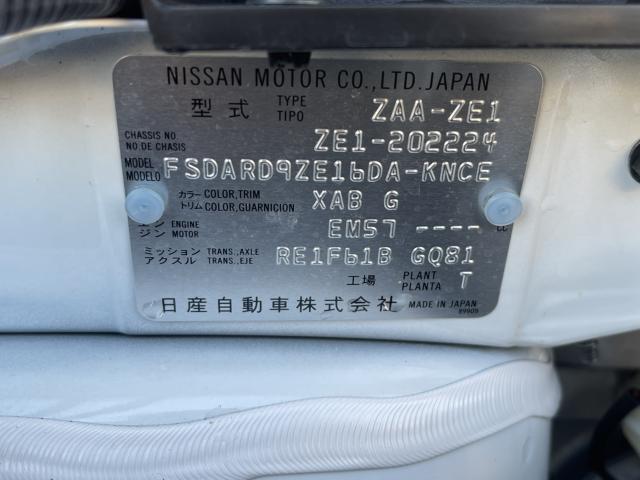 NISSAN MOTOR CO.,LTD.JAPAN
型式 TYPE TIPO ZAA-ZE1
CHASSIS NO. NO DE CHASIS ZE1-202224
MODEL MODELO FSDARD9ZE16DA-KNCE
カラー COLOR,TRIM トリム COLOR,GUARNICION XAB G
ジン ENGINE MOTOR EM57 ---- cc
ミッション TRANS.,AXLE アクスル TRANS.,EJE RE1F61B GQ81
工場 PLANT PLANTA T
日産自動車株式会社 MADE IN JAPAN